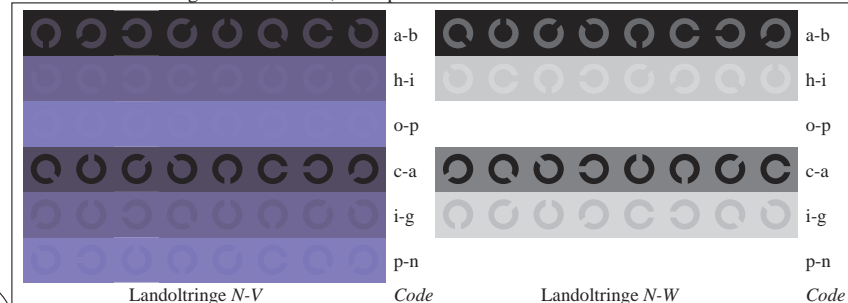 a-b a-b
h-i h-i
o-p o-p
c-a c-a
i-g i-g
p-n p-n
Landoltringe N-V Code Landoltringe N-W Code